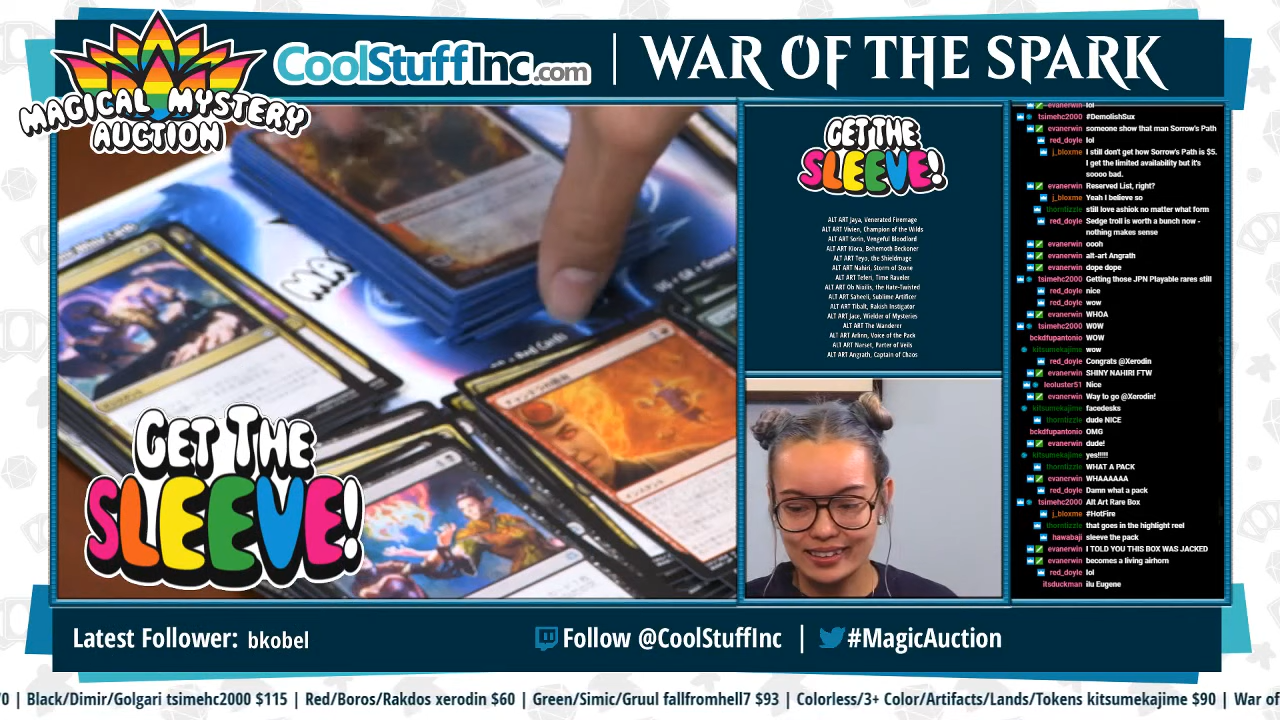 MAGICAL MYSTERY
AUCTION
CoolStuffInc.com
WAR OF THE SPARK
GET THE
SLEEVE!
GET THE
SLEEVE!
ALT ART Jaya, Venerated Firemage
ALT ART Vivien, Champion of the Wilds
ALT ART Sorin, Vengeful Bloodlord
ALT ART Kiora, Behemoth Beckoner
ALT ART Teyo, the Shieldmage
ALT ART Nahiri, Storm of Stone
ALT ART Teferi, Time Raveler
ALT ART Ob Nixilis, the Hate-Twisted
ALT ART Saheeli, Sublime Artificer
ALT ART Tibalt, Rakish Instigator
ALT ART Jace, Wielder of Mysteries
ALT ART The Wanderer
ALT ART Arlinn, Voice of the Pack
ALT ART Narset, Parter of Veils
ALT ART Angrath, Captain of Chaos
evanerwin lol
tsimehc2000 #DemolishSux
evanerwin someone show that man Sorrow's Path
red_doyle lol
j_bloxme I still don't get how Sorrow's Path is $5.
I get the limited availability but it's
soooo bad.
evanerwin Reserved List, right?
j_bloxme Yeah I believe so
thorntizzle still love ashiok no matter what form
red_doyle Sedge troll is worth a bunch now -
nothing makes sense
evanerwin oooh
evanerwin alt-art Angrath
evanerwin dope dope
tsimehc2000 Getting those JPN Playable rares still
red_doyle nice
red_doyle wow
evanerwin WHOA
tsimehc2000 WOW
bckdfupantonio WOW
kitsumekajime wow
red_doyle Congrats @Xerodin
evanerwin SHINY NAHIRI FTW
leoluster51 Nice
evanerwin Way to go @Xerodin!
kitsumekajime facedesks
thorntizzle dude NICE
bckdfupantonio OMG
evanerwin dude!
kitsumekajime yes!!!!!
thorntizzle WHAT A PACK
evanerwin WHAAAAAA
red_doyle Damn what a pack
tsimehc2000 Alt Art Rare Box
j_bloxme #HotFire
thorntizzle that goes in the highlight reel
hawabaji sleeve the pack
evanerwin I TOLD YOU THIS BOX WAS JACKED
evanerwin becomes a living airhorn
red_doyle lol
itsduckman ilu Eugene
Latest Follower: bkobel
Follow @CoolStuffInc | #MagicAuction
0 | Black/Dimir/Golgari tsimehc2000 $115 | Red/Boros/Rakdos xerodin $60 | Green/Simic/Gruul fallfromhell7 $93 | Colorless/3+ Color/Artifacts/Lands/Tokens kitsumekajime $90 | War of